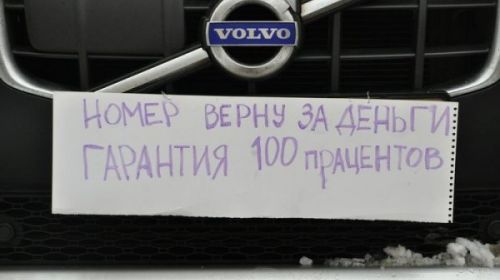 VOLVO
НОМЕР ВЕРНУ ЗА ДЕНЬГИ
ГАРАНТИЯ 100 ПРАЦЕНТОВ